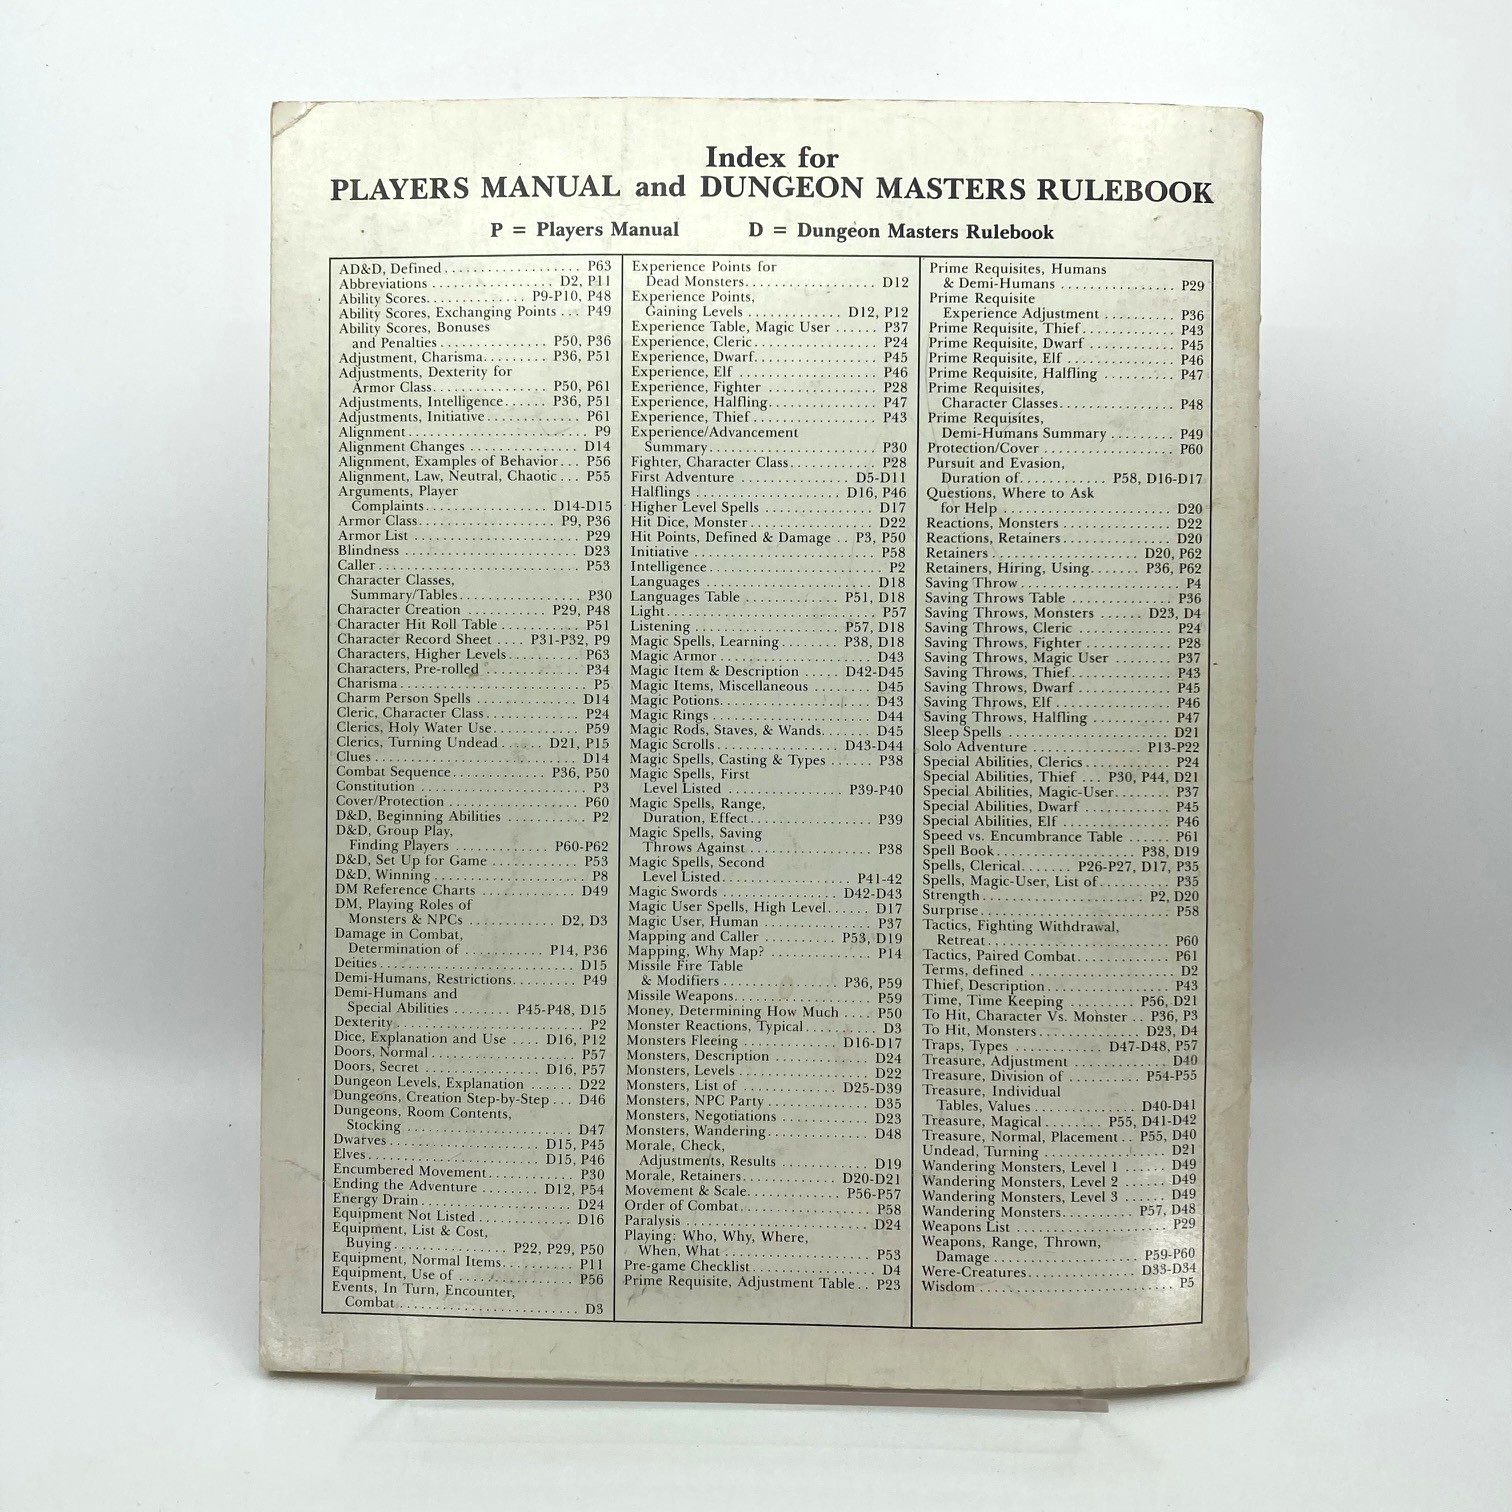 Index for
PLAYERS MANUAL and DUNGEON MASTERS RULEBOOK
P = Players Manual D = Dungeon Masters Rulebook
AD&D, Defined . . . P63
Abbreviations . . . D2, P11
Ability Scores. . . P9-P10, P48
Ability Scores, Exchanging Points . . . P49
Ability Scores, Bonuses
and Penalties . . . P50, P36
Adjustment, Charisma. . . P36, P51
Adjustments, Dexterity for
Armor Class. . . P50, P61
Adjustments, Intelligence. . . P36, P51
Adjustments, Initiative. . . P61
Alignment. . . P9
Alignment Changes . . . D14
Alignment, Examples of Behavior. . . P56
Alignment, Law, Neutral, Chaotic . . . P55
Arguments, Player
Complaints. . . D14-D15
Armor Class. . . P9, P36
Armor List . . . P29
Blindness . . . D23
Caller. . . P53
Character Classes,
Summary/Tables. . . P30
Character Creation . . . P29, P48
Character Hit Roll Table. . . P51
Character Record Sheet . . . P31-P32, P9
Characters, Higher Levels. . . P63
Characters, Pre-rolled . . . P34
Charisma. . . P5
Charm Person Spells . . . D14
Cleric, Character Class. . . P24
Clerics, Holy Water Use. . . P59
Clerics, Turning Undead . . . D21, P15
Clues . . . D14
Combat Sequence. . . P36, P50
Constitution . . . P3
Cover/Protection . . . P60
D&D, Beginning Abilities . . . P2
D&D, Group Play,
Finding Players . . . P60-P62
D&D, Set Up for Game . . . P53
D&D, Winning . . . P8
DM Reference Charts . . . D49
DM, Playing Roles of
Monsters & NPCs . . . D2, D3
Damage in Combat,
Determination of . . . P14, P36
Deities. . . D15
Demi-Humans, Restrictions. . . P49
Demi-Humans and
Special Abilities . . . P45-P48, D15
Dexterity. . . P2
Dice, Explanation and Use . . . D16, P12
Doors, Normal . . . P57
Doors, Secret . . . D16, P57
Dungeon Levels, Explanation . . . D22
Dungeons, Creation Step-by-Step . . . D46
Dungeons, Room Contents,
Stocking . . . D47
Dwarves. . . D15, P45
Elves. . . D15, P46
Encumbered Movement. . . P30
Ending the Adventure . . . D12, P54
Energy Drain . . . D24
Equipment Not Listed . . . D16
Equipment, List & Cost,
Buying. . . P22, P29, P50
Equipment, Normal Items. . . P11
Equipment, Use of . . . P56
Events, In Turn, Encounter,
Combat . . . D3
Experience Points for
Dead Monsters. . . D12
Experience Points,
Gaining Levels . . . D12, P12
Experience Table, Magic User . . . P37
Experience, Cleric. . . P24
Experience, Dwarf. . . P45
Experience, Elf . . . P46
Experience, Fighter . . . P28
Experience, Halfling. . . P47
Experience, Thief . . . P43
Experience/Advancement
Summary. . . P30
Fighter, Character Class. . . P28
First Adventure . . . D5-D11
Halflings . . . D16, P46
Higher Level Spells . . . D17
Hit Dice, Monster. . . D22
Hit Points, Defined & Damage . . P3, P50
Initiative . . . P58
Intelligence. . . P2
Languages . . . D18
Languages Table . . . P51, D18
Light. . . P57
Listening . . . P57, D18
Magic Spells, Learning. . . P38, D18
Magic Armor . . . D43
Magic Item & Description . . . D42-D45
Magic Items, Miscellaneous . . . D45
Magic Potions. . . D43
Magic Rings . . . D44
Magic Rods, Staves, & Wands. . . D45
Magic Scrolls. . . D43-D44
Magic Spells, Casting & Types . . . P38
Magic Spells, First
Level Listed . . . P39-P40
Magic Spells, Range,
Duration, Effect. . . P39
Magic Spells, Saving
Throws Against . . . P38
Magic Spells, Second
Level Listed. . . P41-42
Magic Swords . . . D42-D43
Magic User Spells, High Level. . . D17
Magic User, Human . . . P37
Mapping and Caller . . . P53, D19
Mapping, Why Map? . . . P14
Missile Fire Table
& Modifiers . . . P36, P59
Missile Weapons. . . P59
Money, Determining How Much . . . P50
Monster Reactions, Typical. . . D3
Monsters Fleeing . . . D16-D17
Monsters, Description . . . D24
Monsters, Levels . . . D22
Monsters, List of . . . D25-D39
Monsters, NPC Party . . . D35
Monsters, Negotiations . . . D23
Monsters, Wandering. . . D48
Morale, Check,
Adjustments, Results . . . D19
Morale, Retainers. . . D20-D21
Movement & Scale. . . P56-P57
Order of Combat. . . P58
Paralysis . . . D24
Playing: Who, Why, Where,
When, What . . . P53
Pre-game Checklist. . . D4
Prime Requisite, Adjustment Table . . P23
Prime Requisites, Humans
& Demi-Humans . . . P29
Prime Requisite
Experience Adjustment . . . P36
Prime Requisite, Thief. . . P43
Prime Requisite, Dwarf . . . P45
Prime Requisite, Elf . . . P46
Prime Requisite, Halfling . . . P47
Prime Requisites,
Character Classes. . . P48
Prime Requisites,
Demi-Humans Summary . . . P49
Protection/Cover . . . P60
Pursuit and Evasion,
Duration of. . . P58, D16-D17
Questions, Where to Ask
for Help . . . D20
Reactions, Monsters . . . D22
Reactions, Retainers. . . D20
Retainers . . . D20, P62
Retainers, Hiring, Using. . . P36, P62
Saving Throw. . . P4
Saving Throws Table . . . P36
Saving Throws, Monsters . . . D23, D4
Saving Throws, Cleric . . . P24
Saving Throws, Fighter . . . P28
Saving Throws, Magic User . . . P37
Saving Throws, Thief. . . P43
Saving Throws, Dwarf . . . P45
Saving Throws, Elf . . . P46
Saving Throws, Halfling . . . P47
Sleep Spells . . . D21
Solo Adventure . . . P13-P22
Special Abilities, Clerics. . . P24
Special Abilities, Thief . . . P30, P44, D21
Special Abilities, Magic-User. . . P37
Special Abilities, Dwarf . . . P45
Special Abilities, Elf . . . P46
Speed vs. Encumbrance Table . . . P61
Spell Book. . . P38, D19
Spells, Clerical. . . P26-P27, D17, P35
Spells, Magic-User, List of. . . P35
Strength. . . P2, D20
Surprise. . . P58
Tactics, Fighting Withdrawal,
Retreat. . . P60
Tactics, Paired Combat. . . P61
Terms, defined . . . D2
Thief, Description. . . P43
Time, Time Keeping . . . P56, D21
To Hit, Character Vs. Monster . . P36, P3
To Hit, Monsters. . . D23, D4
Traps, Types . . . D47-D48, P57
Treasure, Adjustment . . . D40
Treasure, Division of . . . P54-P55
Treasure, Individual
Tables, Values . . . D40-D41
Treasure, Magical . . . P55, D41-D42
Treasure, Normal, Placement . . P55, D40
Undead, Turning . . . D21
Wandering Monsters, Level 1 . . . D49
Wandering Monsters, Level 2 . . . D49
Wandering Monsters, Level 3 . . . D49
Wandering Monsters. . . P57, D48
Weapons List . . . P29
Weapons, Range, Thrown,
Damage . . . P59-P60
Were-Creatures. . . D33-D34
Wisdom . . . P5